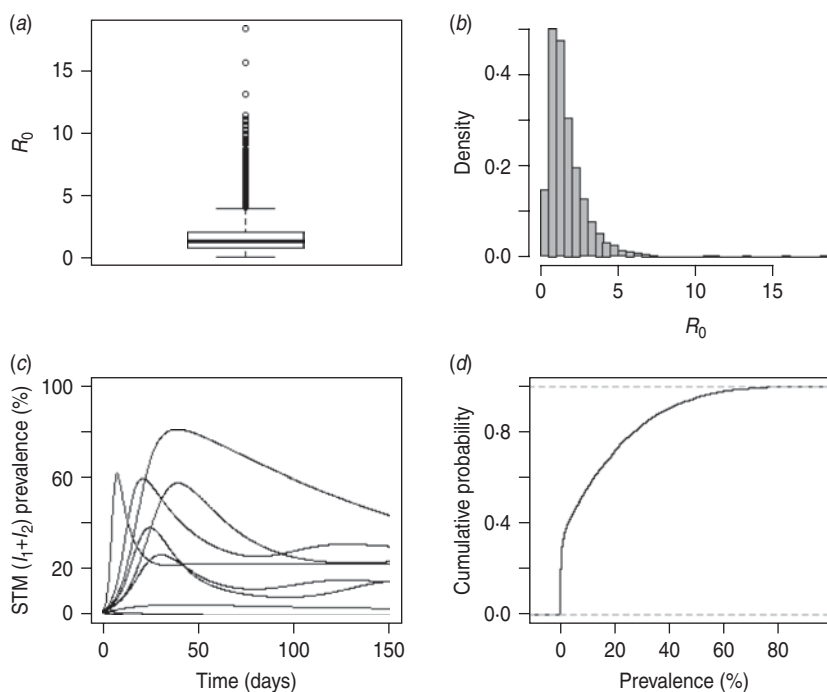 (a)
R0
15
10
5
0
(b)
Density
0·4
0·2
0·0
0 5 10 15
R0
(c)
STM (I1+I2) prevalence (%)
100
60
20
0
0 50 100 150
Time (days)
(d)
Cumulative probability
0·8
0·4
0·0
0 20 40 60 80
Prevalence (%)